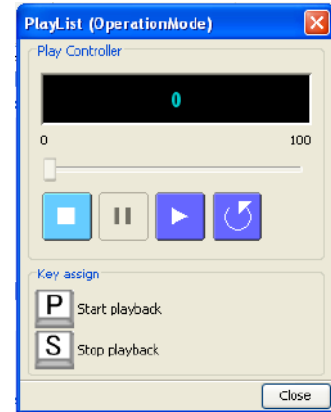 PlayList (OperationMode)
Play Controller
0
0 100
Key assign
P Start playback
S Stop playback
Close